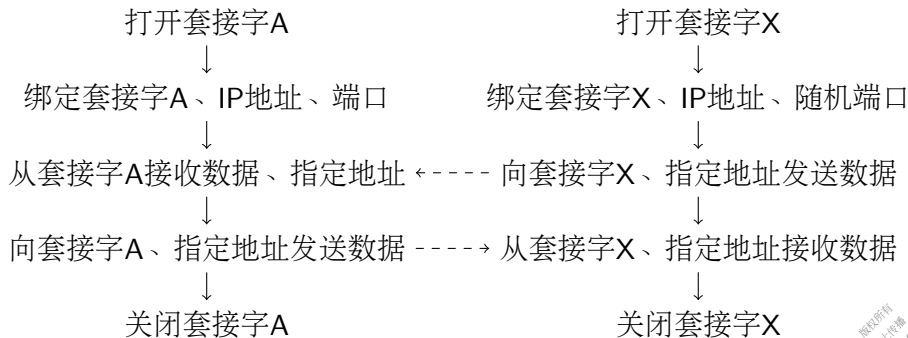 打开套接字A
打开套接字X
绑定套接字A、IP地址、端口
绑定套接字X、IP地址、随机端口
从套接字A接收数据、指定地址
向套接字X、指定地址发送数据
向套接字A、指定地址发送数据
从套接字X、指定地址接收数据
关闭套接字A
关闭套接字X
版权所有